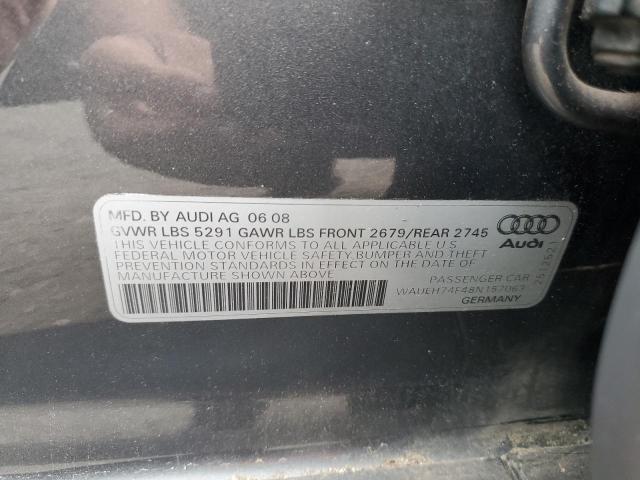 MFD. BY AUDI AG 06 08
GVWR LBS 5291 GAWR LBS FRONT 2679/REAR 2745
THIS VEHICLE CONFORMS TO ALL APPLICABLE U.S.
FEDERAL MOTOR VEHICLE SAFETY,BUMPER AND THEFT
PREVENTION STANDARDS IN EFFECT ON THE DATE OF
MANUFACTURE SHOWN ABOVE
Audi
PASSENGER CAR
WAUEH74F48N157063
GERMANY